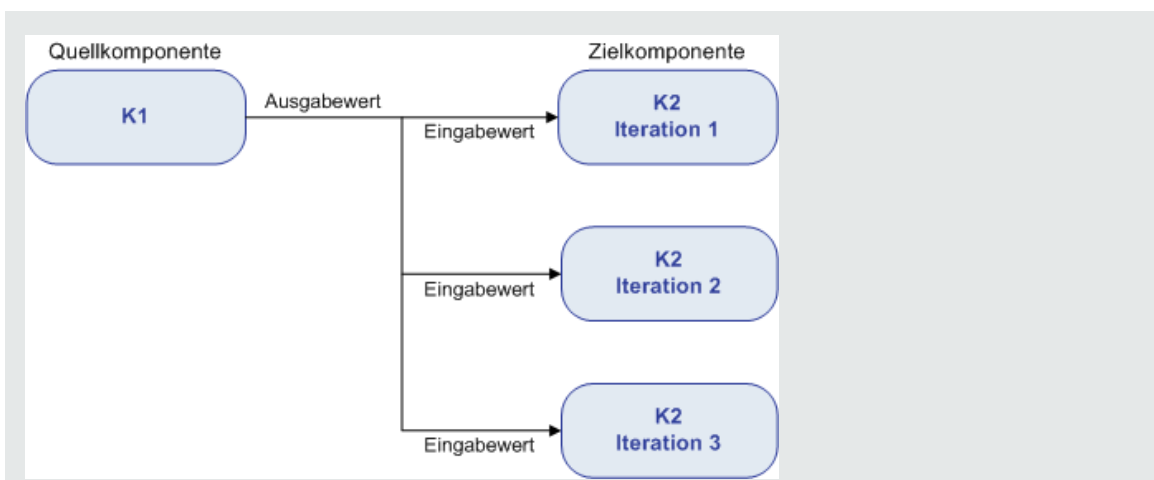 Quellkomponente
Zielkomponente
K1
Ausgabewert
Eingabewert
K2
Iteration 1
Eingabewert
K2
Iteration 2
Eingabewert
K2
Iteration 3